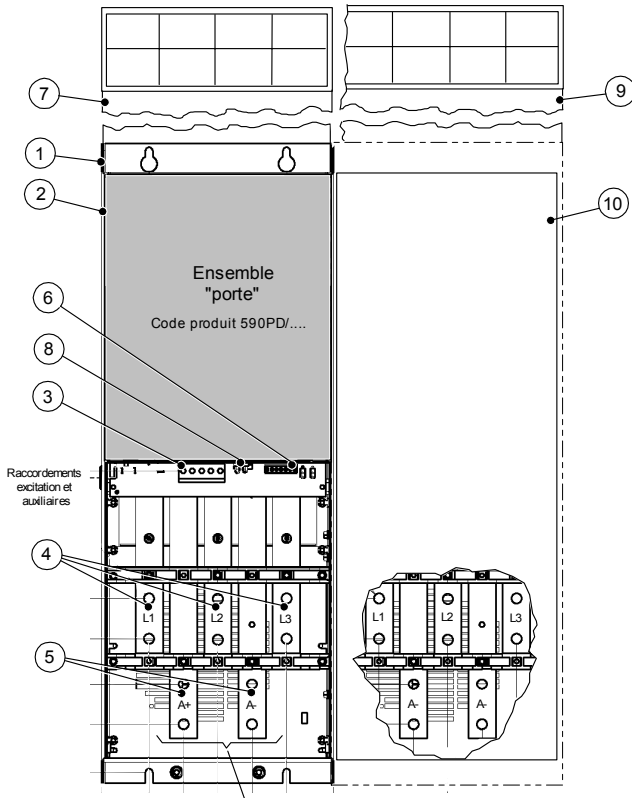 7
9
1
2
10
Ensemble
"porte"
Code produit 590PD/....
6
8
3
Raccordements
excitation et
auxiliaires
4
L1
L2
L3
L1
L2
L3
5
A+
A-
A-
A-